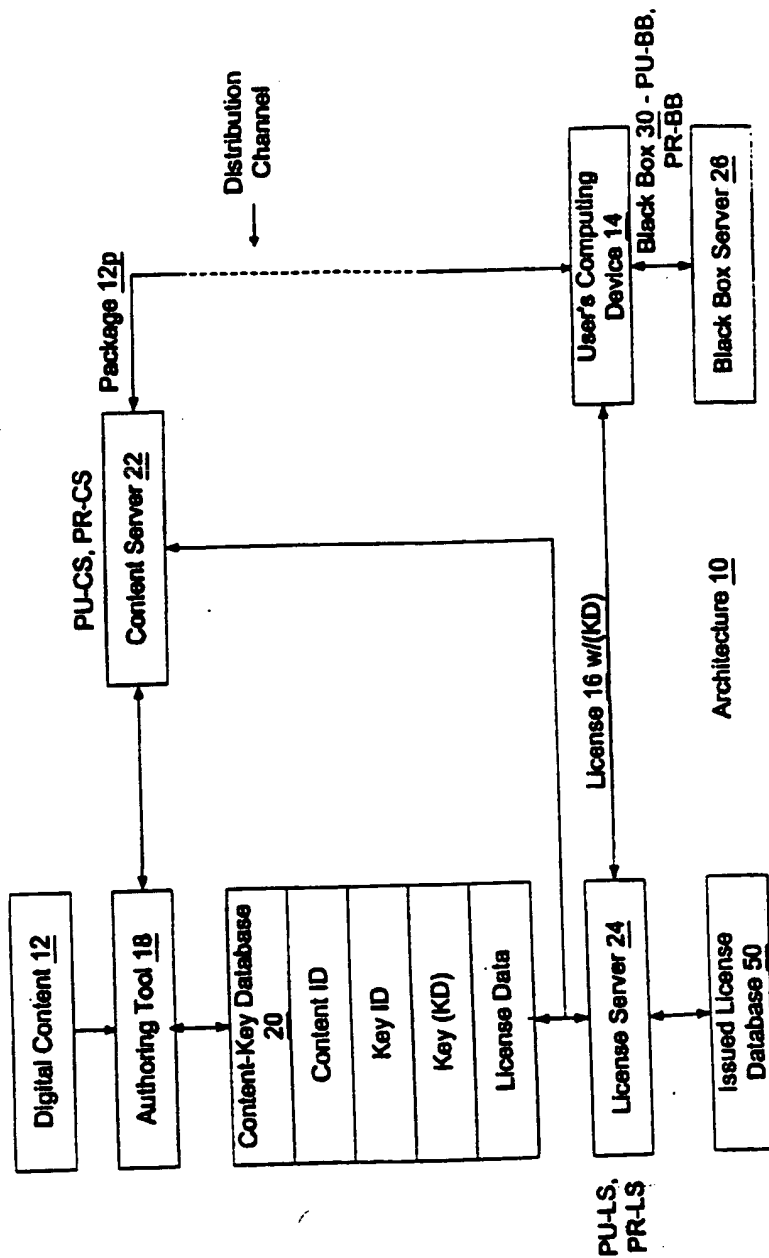 Digital Content 12
Authoring Tool 18
Content-Key Database
20
Content ID
Key ID
Key (KD)
License Data
License Server 24
PU-LS,
PR-LS
Issued License
Database 50
PU-CS, PR-CS
Content Server 22
Package 12p
Distribution
Channel
License 16 w/(KD)
User's Computing
Device 14
Black Box 30 - PU-BB,
PR-BB
Black Box Server 26
Architecture 10